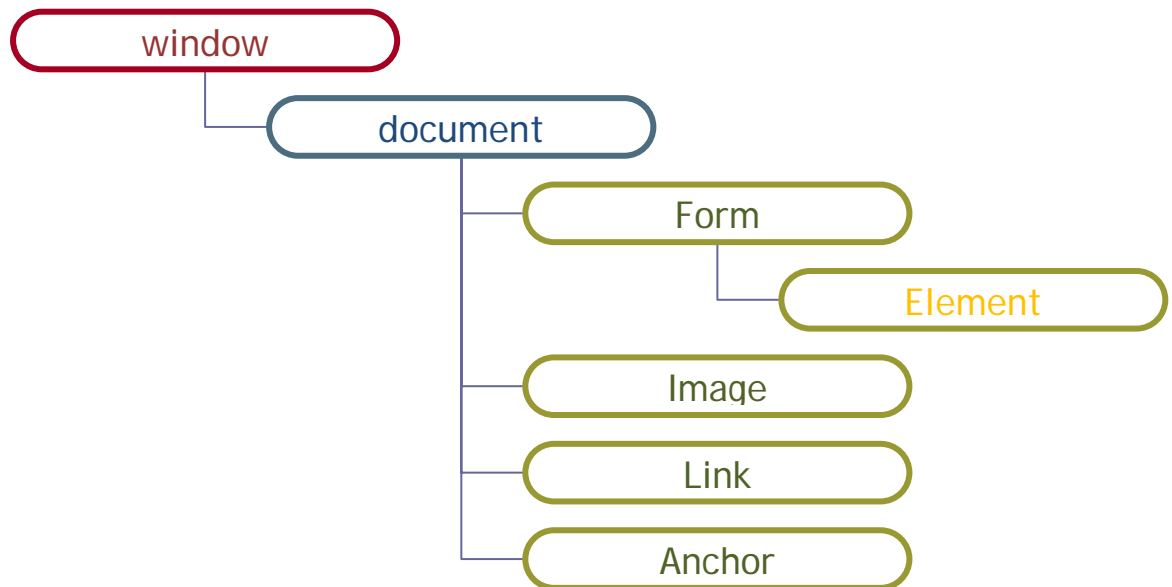 window
document
Form
Element
Image
Link
Anchor